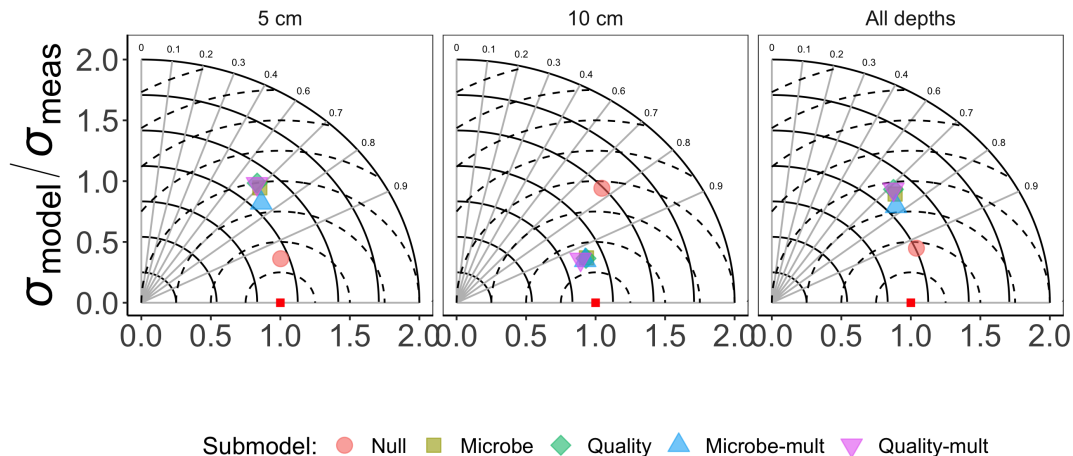 5 cm
10 cm
All depths
σmodel / σmeas
2.0
1.5
1.0
0.5
0.0
0 0.1 0.2 0.3 0.4 0.6 0.7 0.8 0.9
0 0.1 0.2 0.3 0.4 0.6 0.7 0.8 0.9
0 0.1 0.2 0.3 0.4 0.6 0.7 0.8 0.9
0.0 0.5 1.0 1.5 2.0
0.0 0.5 1.0 1.5 2.0
0.0 0.5 1.0 1.5 2.0
Submodel: Null Microbe Quality Microbe-mult Quality-mult